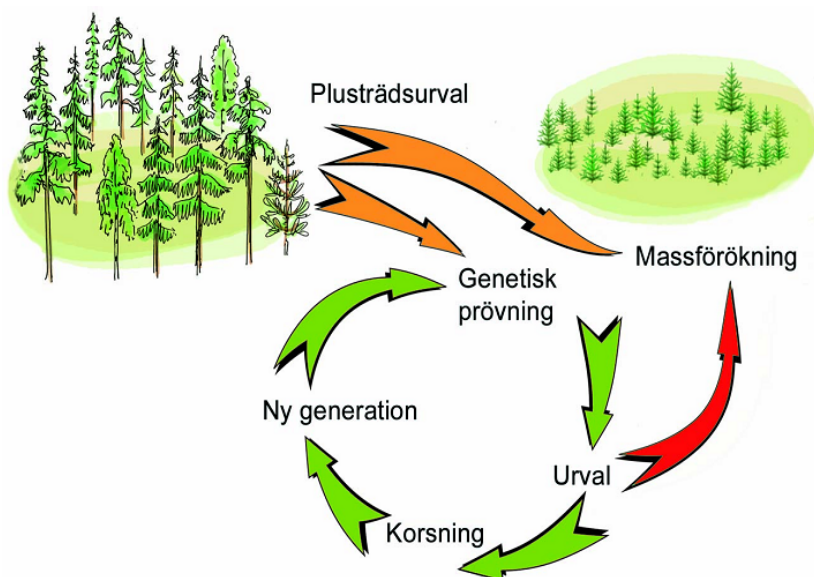 Plusträdsurval
Massförökning
Genetisk
prövning
Ny generation
Urval
Korsning